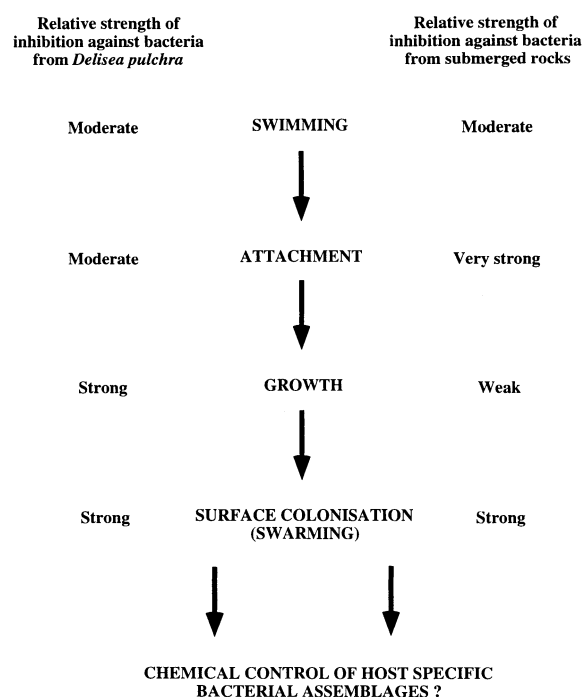 Relative strength of
inhibition against bacteria
from Delisea pulchra
Relative strength of
inhibition against bacteria
from submerged rocks
Moderate SWIMMING Moderate
Moderate ATTACHMENT Very strong
Strong GROWTH Weak
Strong SURFACE COLONISATION Strong
(SWARMING)
CHEMICAL CONTROL OF HOST SPECIFIC
BACTERIAL ASSEMBLAGES ?